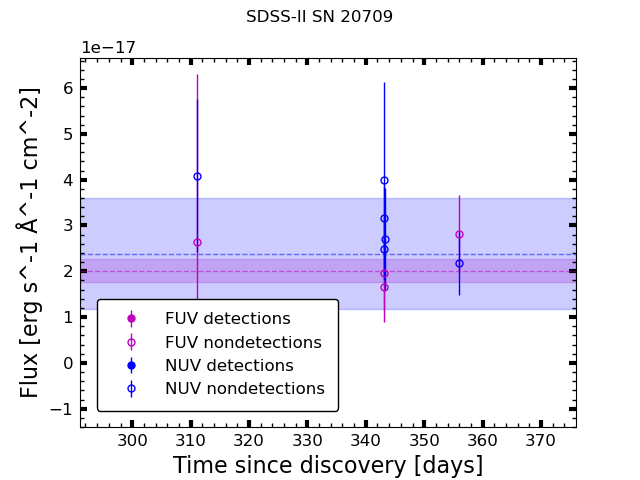 SDSS-II SN 20709
1e−17
Flux [erg s^-1 Å^-1 cm^-2]
6
5
4
3
2
1
0
−1
FUV detections
FUV nondetections
NUV detections
NUV nondetections
300 310 320 330 340 350 360 370
Time since discovery [days]